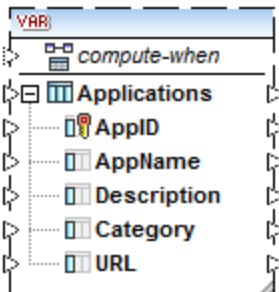 VAR
compute-when
Applications
AppID
AppName
Description
Category
URL